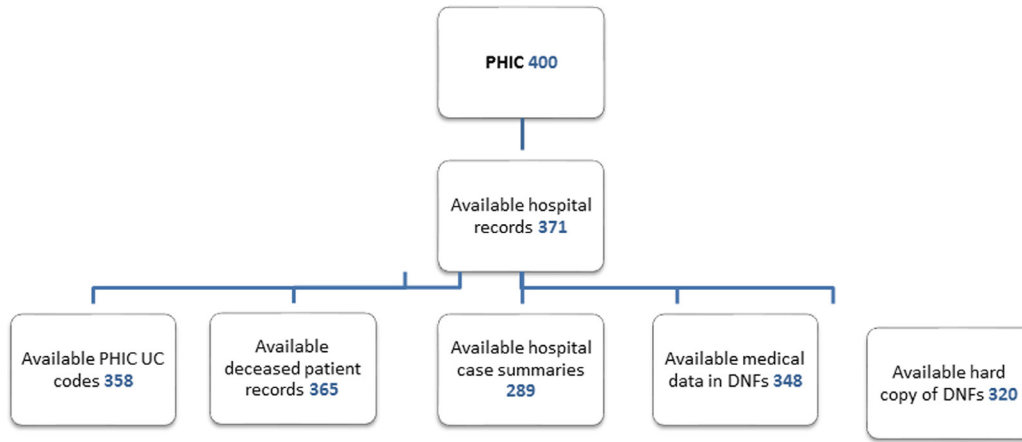 PHIC 400
Available hospital
records 371
Available PHIC UC
codes 358
Available
deceased patient
records 365
Available hospital
case summaries
289
Available medical
data in DNFs 348
Available hard
copy of DNFs 320